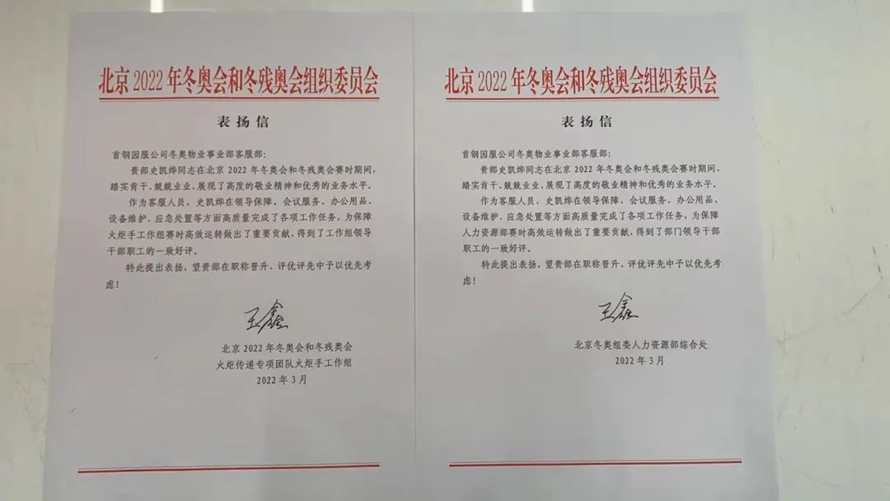 北京2022年冬奥会和冬残奥会组织委员会
表扬信
首钢园服公司冬奥物业事业部客服部:
贵部史凯烨同志在北京 2022 年冬奥会和冬残奥会赛时期间,
踏实肯干、兢兢业业,展现了高度的敬业精神和优秀的业务水平。
作为客服人员,史凯烨在领导保障、会议服务、办公用品、
设备维护、应急处置等方面高质量完成了各项工作任务,为保障
火炬手工作组赛时高效运转做出了重要贡献,得到了工作组领导
干部职工的一致好评。
特此提出表扬,望贵部在职称晋升、评优评先中予以优先考
虑!
王鑫
北京 2022 年冬奥会和冬残奥会
火炬传递专项团队火炬手工作组
2022 年 3 月
北京2022年冬奥会和冬残奥会组织委员会
表扬信
首钢园服公司冬奥物业事业部客服部:
贵部史凯烨同志在北京 2022 年冬奥会和冬残奥会赛时期间,
踏实肯干、兢兢业业,展现了高度的敬业精神和优秀的业务水平。
作为客服人员,史凯烨在领导保障、会议服务、办公用品、
设备维护、应急处置等方面高质量完成了各项工作任务,为保障
人力资源部赛时高效运转做出了重要贡献,得到了部门领导干部
职工的一致好评。
特此提出表扬,望贵部在职称晋升、评优评先中予以优先考
虑!
王鑫
北京冬奥组委人力资源部综合处
2022 年 3 月